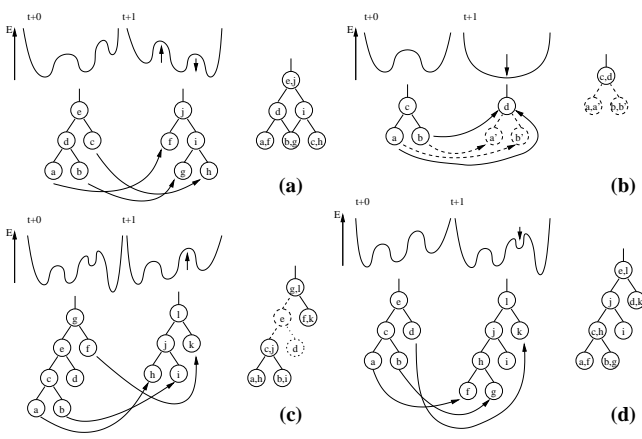 t+0 t+1
E
e j
d c f i
a b g h
e,j
d i
a,f b,g c,h
(a)
t+0 t+1
E
c d
a b a' b'
c,d
a,a' b,b'
(b)
t+0 t+1
E
g l
e f j k
c d h i
a b
g,l
e f,k
c,j d
a,h b,i
(c)
t+0 t+1
E
e l
c d j k
a b h i
f g
e,l
j d,k
c,h i
a,f b,g
(d)